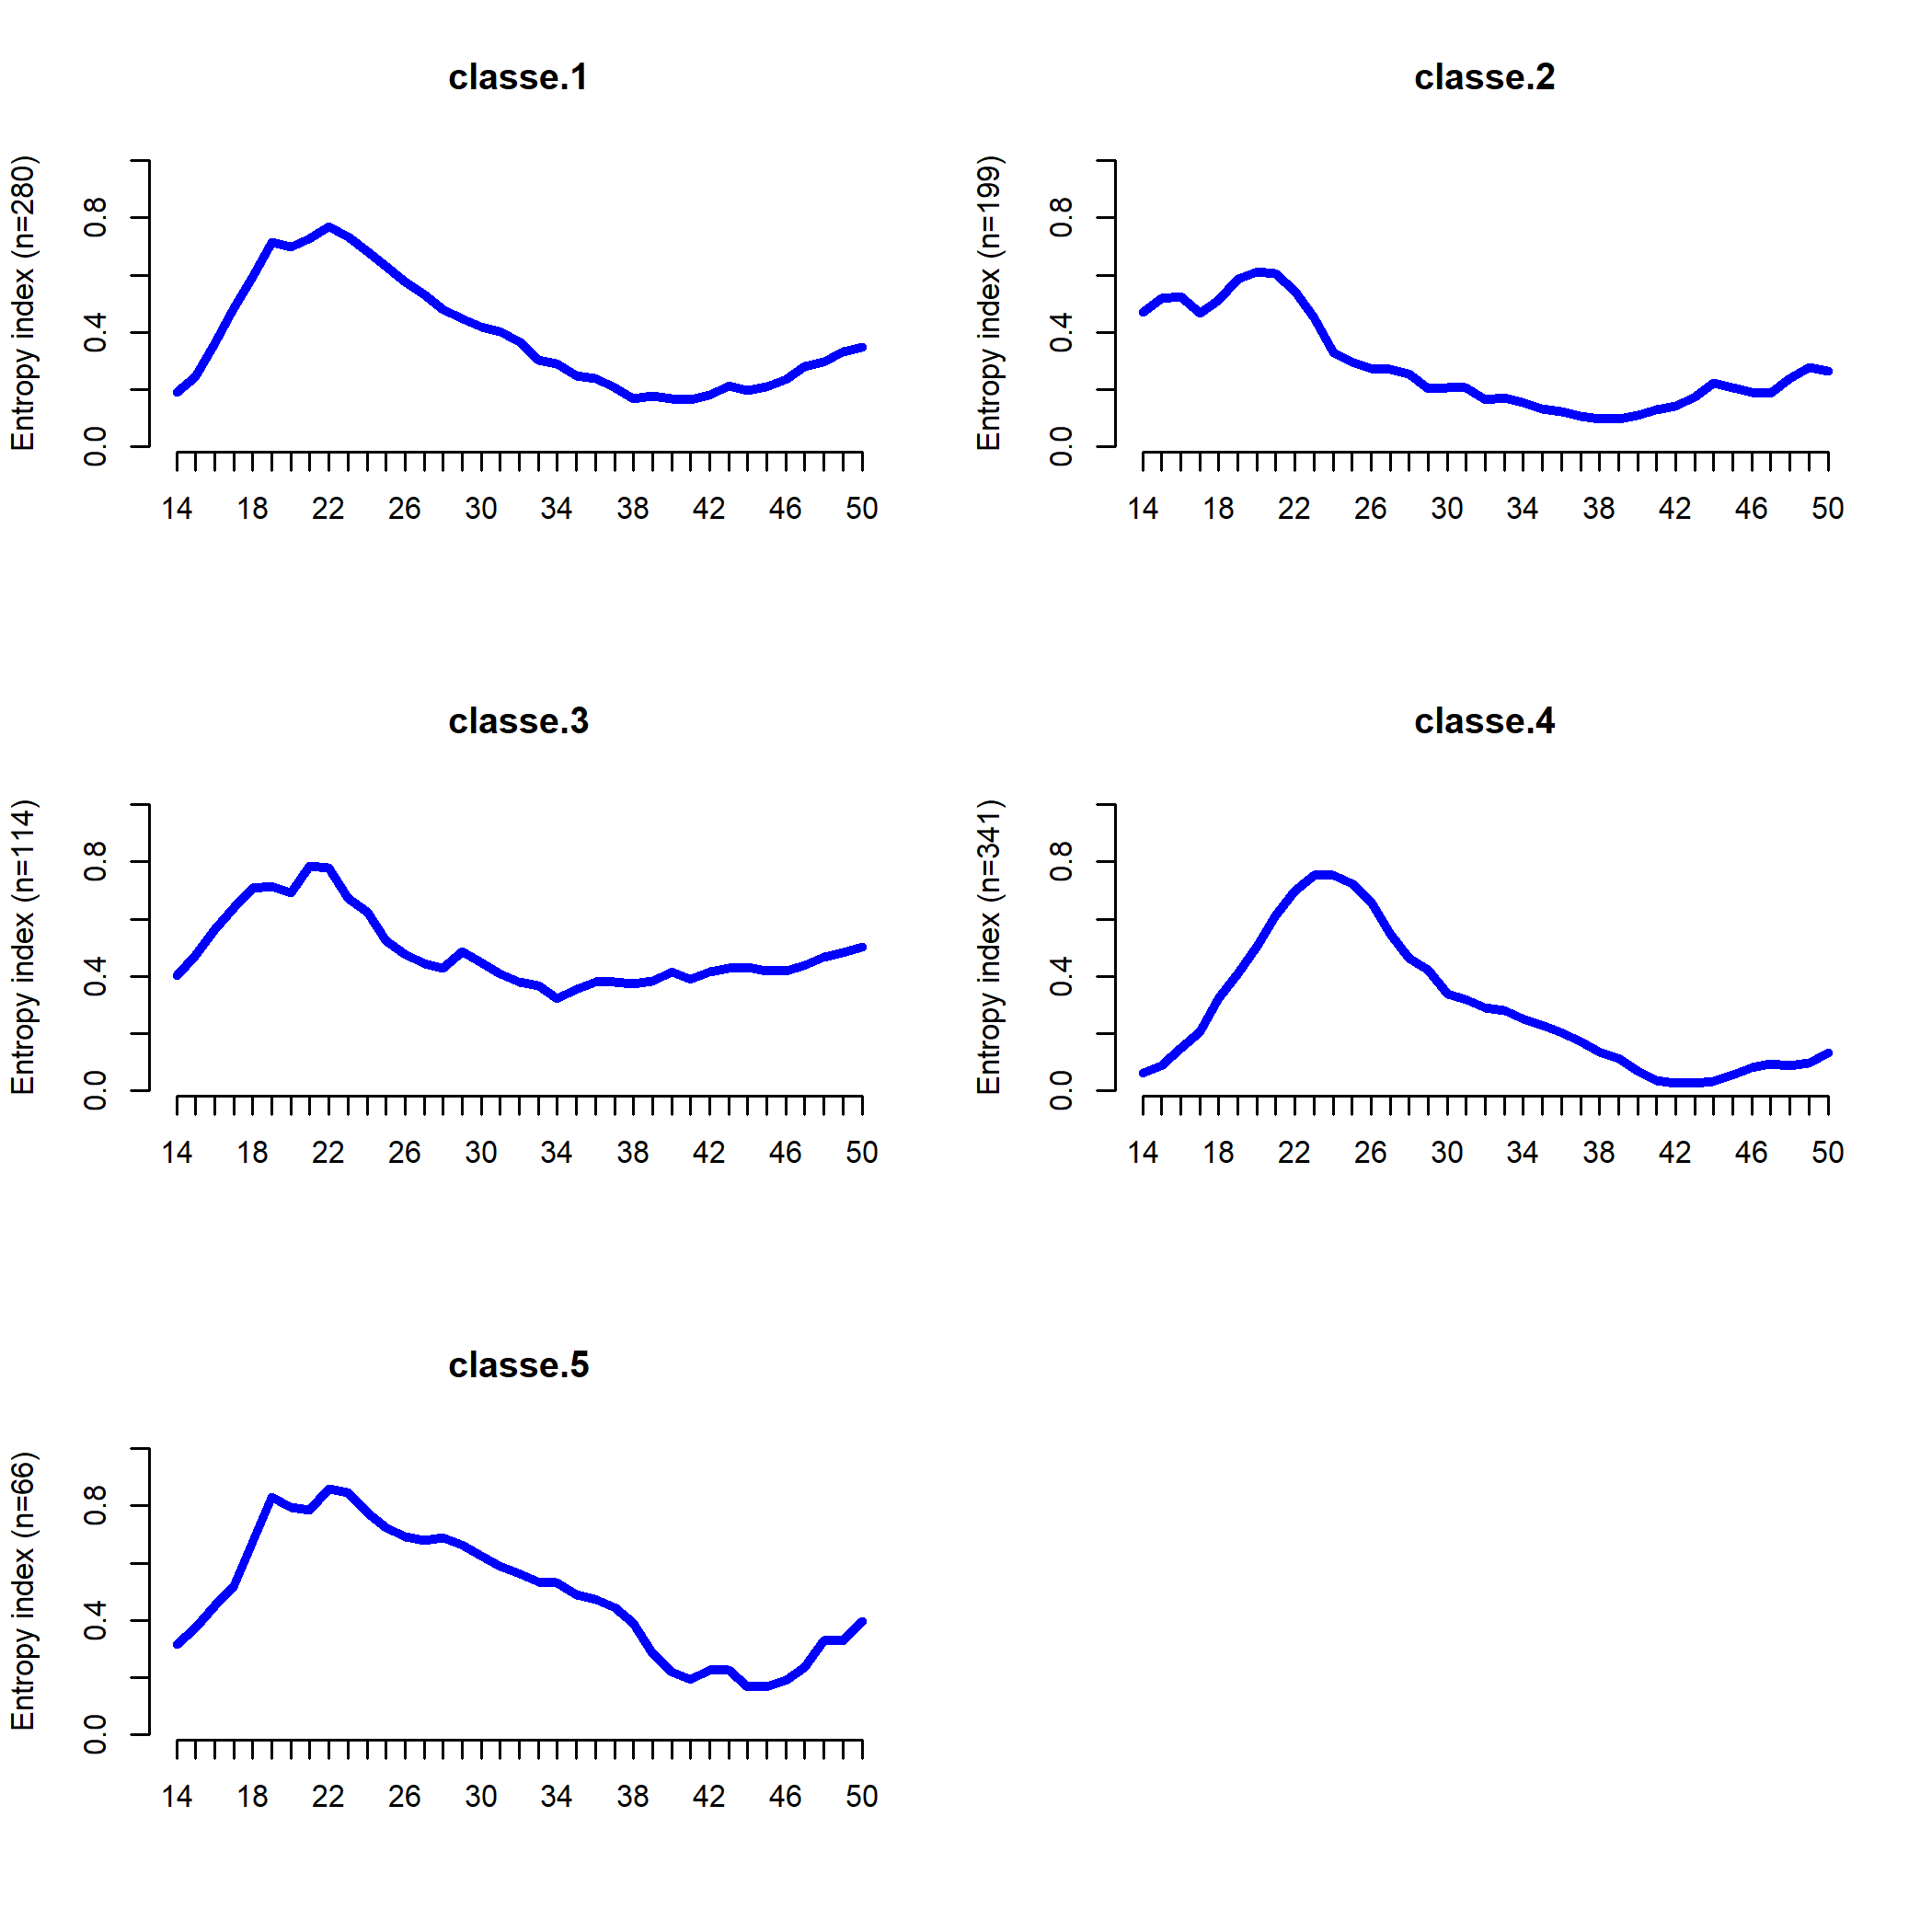 classe.1
Entropy index (n=280)
0.0 0.4 0.8
14 18 22 26 30 34 38 42 46 50
classe.2
Entropy index (n=199)
0.0 0.4 0.8
14 18 22 26 30 34 38 42 46 50
classe.3
Entropy index (n=114)
0.0 0.4 0.8
14 18 22 26 30 34 38 42 46 50
classe.4
Entropy index (n=341)
0.0 0.4 0.8
14 18 22 26 30 34 38 42 46 50
classe.5
Entropy index (n=66)
0.0 0.4 0.8
14 18 22 26 30 34 38 42 46 50